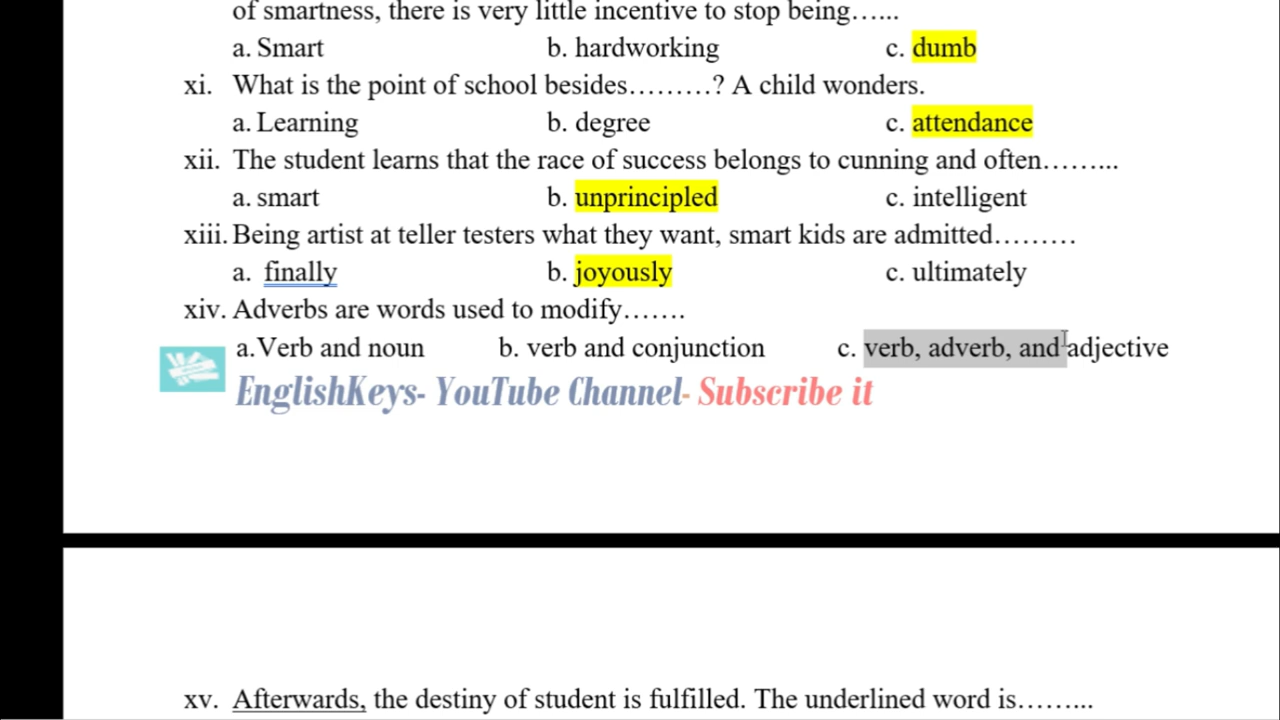 of smartness, there is very little incentive to stop being……
a. Smart b. hardworking c. dumb
xi. What is the point of school besides………? A child wonders.
a. Learning b. degree c. attendance
xii. The student learns that the race of success belongs to cunning and often……...
a. smart b. unprincipled c. intelligent
xiii. Being artist at teller testers what they want, smart kids are admitted………
a. finally b. joyously c. ultimately
xiv. Adverbs are words used to modify…….
a.Verb and noun b. verb and conjunction c. verb, adverb, and adjective
EnglishKeys- YouTube Channel- Subscribe it
xv. Afterwards, the destiny of student is fulfilled. The underlined word is……...